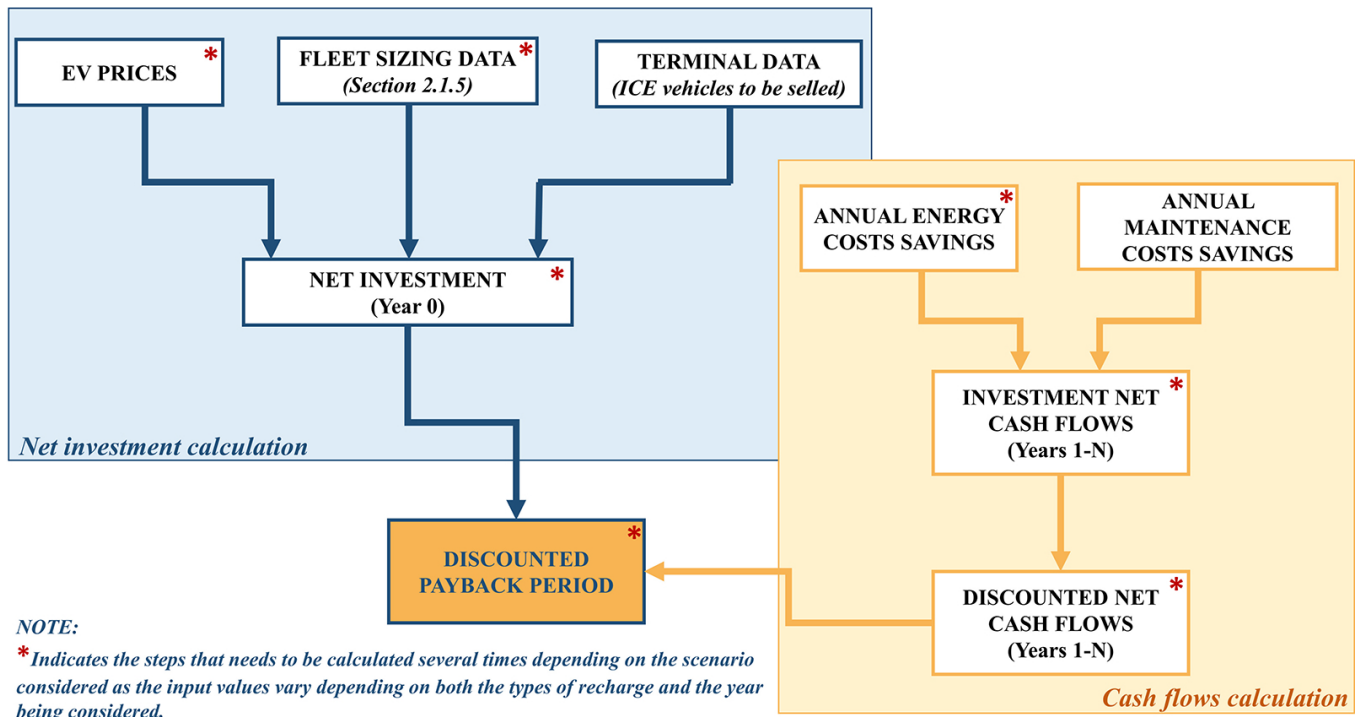 EV PRICES *
FLEET SIZING DATA *
(Section 2.1.5)
TERMINAL DATA
(ICE vehicles to be selled)
NET INVESTMENT *
(Year 0)
Net investment calculation
ANNUAL ENERGY *
COSTS SAVINGS
ANNUAL
MAINTENANCE
COSTS SAVINGS
INVESTMENT NET *
CASH FLOWS
(Years 1-N)
DISCOUNTED NET *
CASH FLOWS
(Years 1-N)
Cash flows calculation
DISCOUNTED *
PAYBACK PERIOD
NOTE:
*Indicates the steps that needs to be calculated several times depending on the scenario
considered as the input values vary depending on both the types of recharge and the year
being considered.